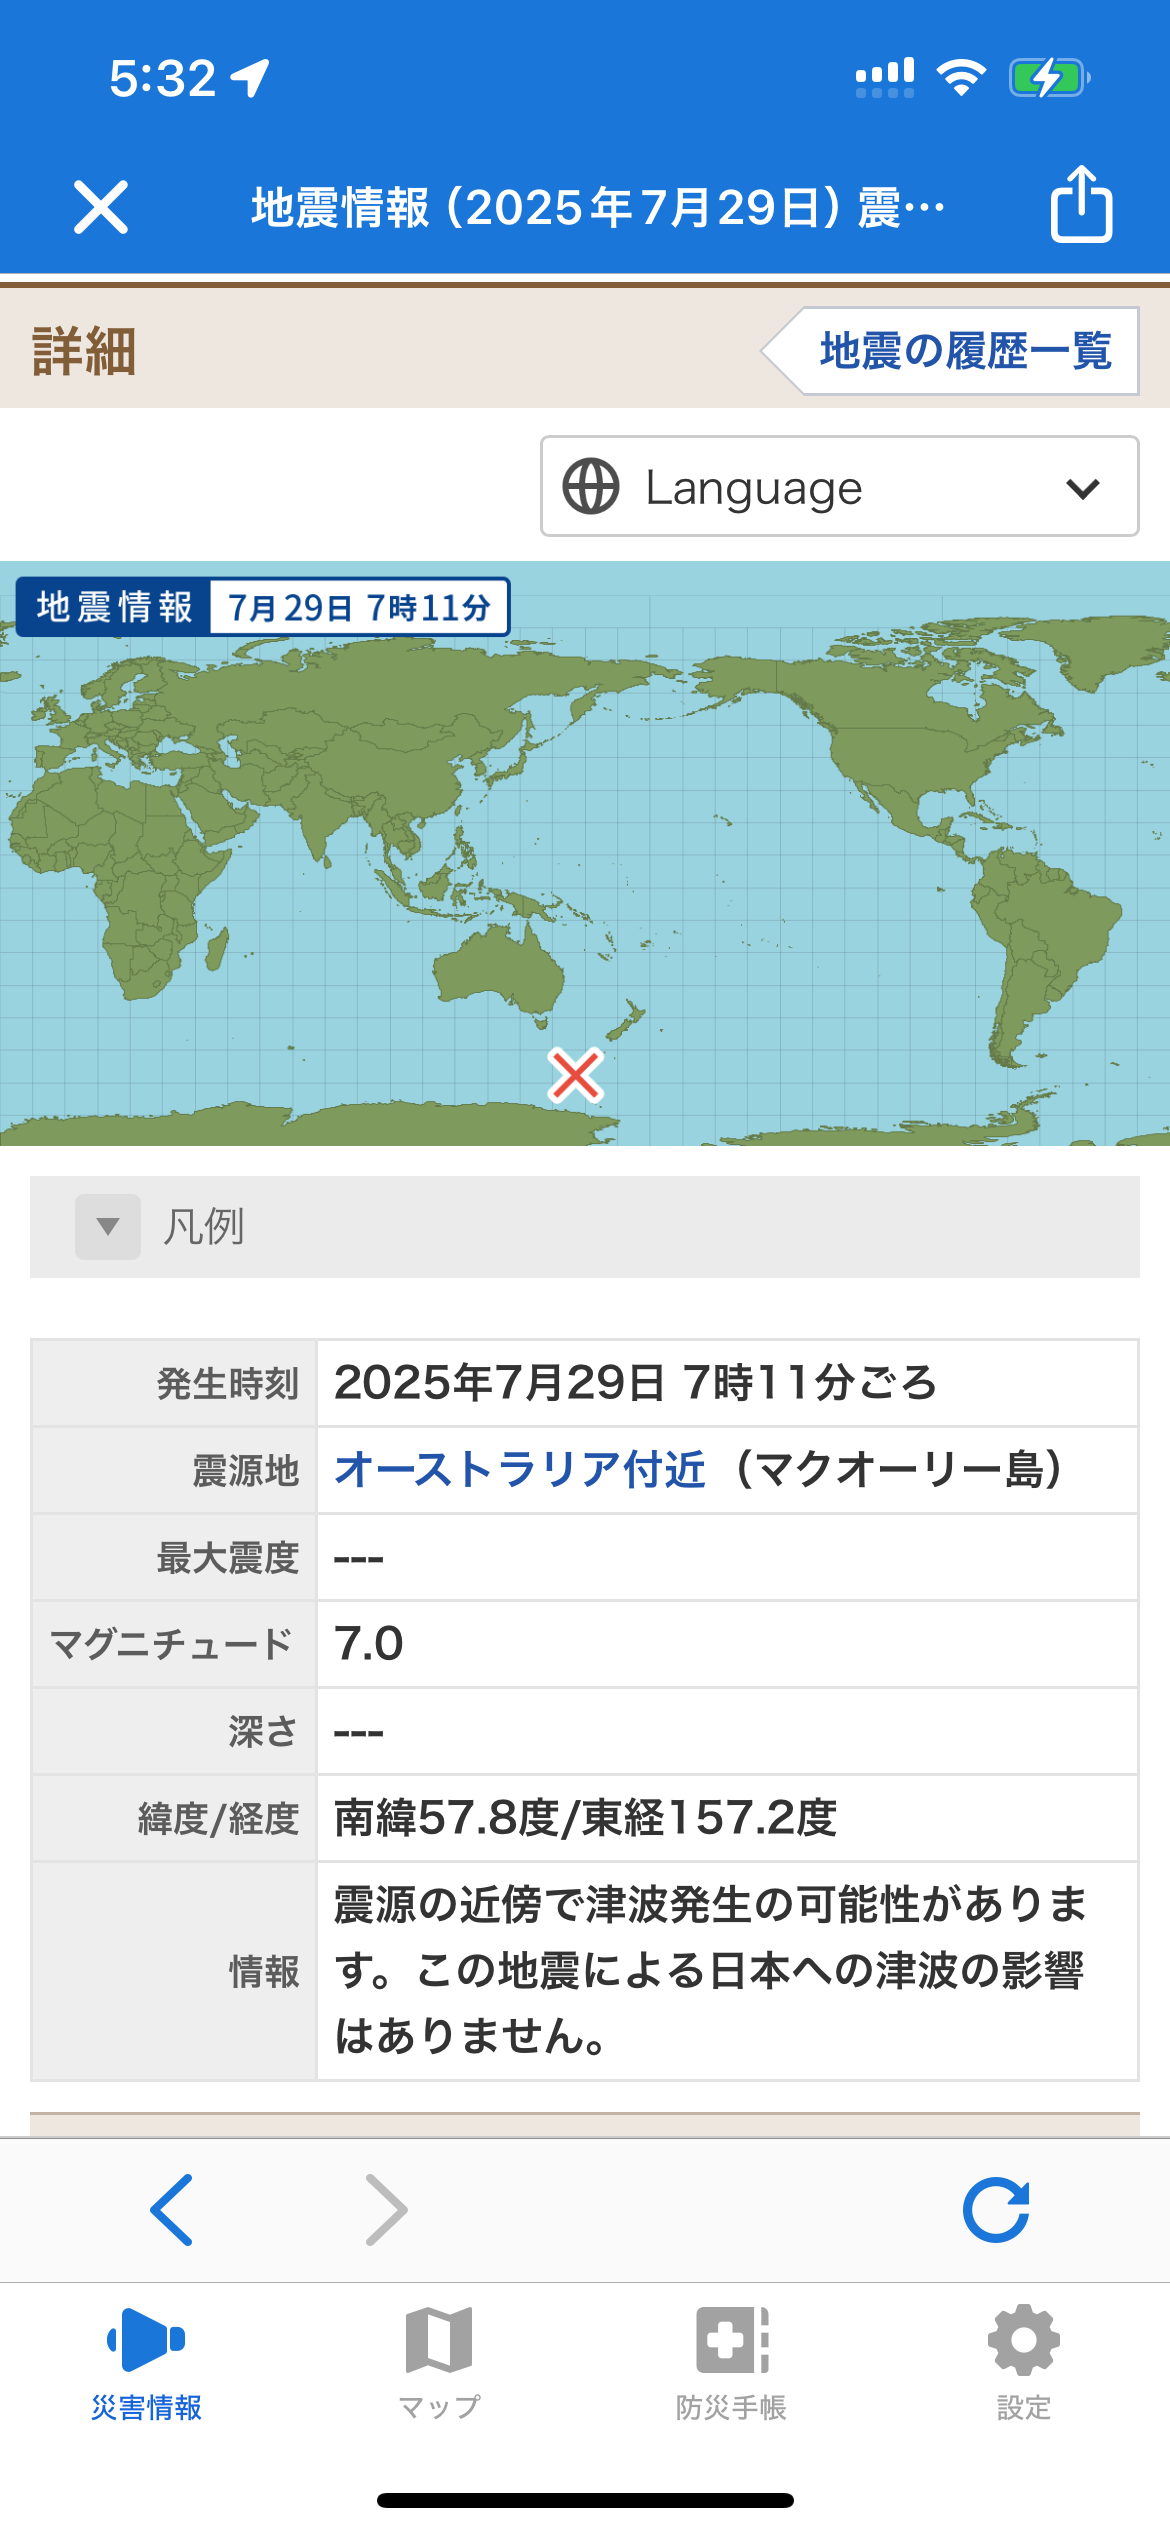 5:32
地震情報（2025年7月29日）震…
詳細
地震の履歴一覧
Language
地震情報 7月29日 7時11分
凡例
発生時刻 2025年7月29日 7時11分ごろ
震源地 オーストラリア付近（マクオーリー島）
最大震度 ---
マグニチュード 7.0
深さ ---
緯度/経度 南緯57.8度/東経157.2度
情報 震源の近傍で津波発生の可能性がありま
す。この地震による日本への津波の影響
はありません。
災害情報 マップ 防災手帳 設定